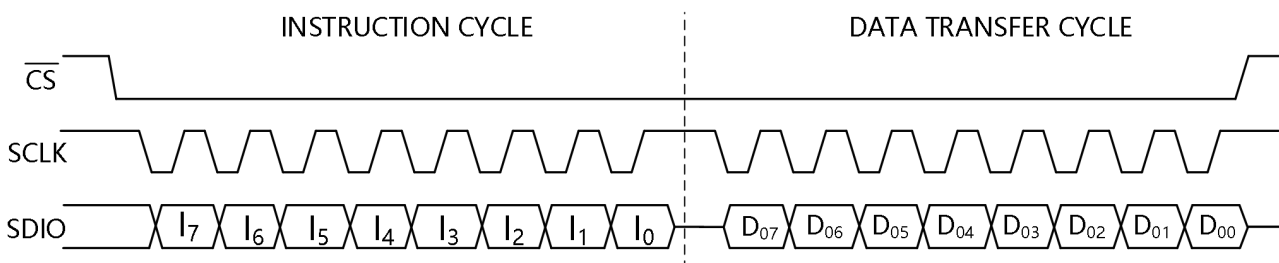 INSTRUCTION CYCLE DATA TRANSFER CYCLE
CS
SCLK
SDIO I7 I6 I5 I4 I3 I2 I1 I0 D07 D06 D05 D04 D03 D02 D01 D00